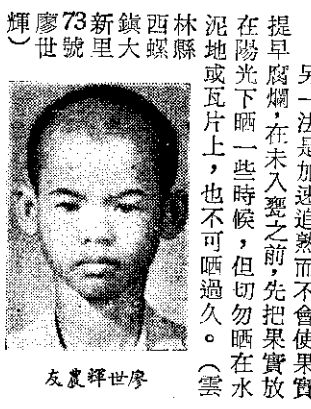 另一法是加速追熟而不會使果實
提早腐爛，在未入甕之前，先把果實放
在陽光下晒一些時候，但切勿晒在水
泥地或瓦片上，也不可晒過久。（雲
林縣
西螺
鎮大
新里
73號
廖世
輝）
廖世輝農友